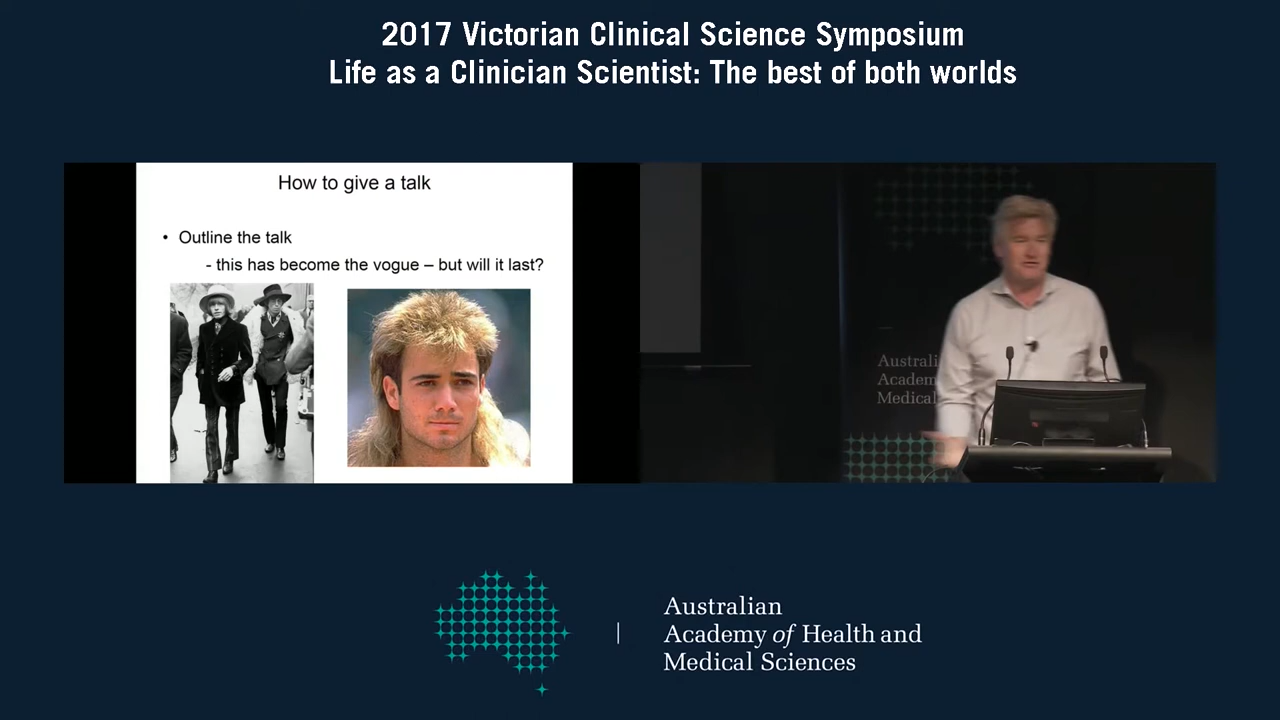 2017 Victorian Clinical Science Symposium
Life as a Clinician Scientist: The best of both worlds
How to give a talk
• Outline the talk
- this has become the vogue – but will it last?
Australi
Academ
Medical
Australian
Academy of Health and
Medical Sciences